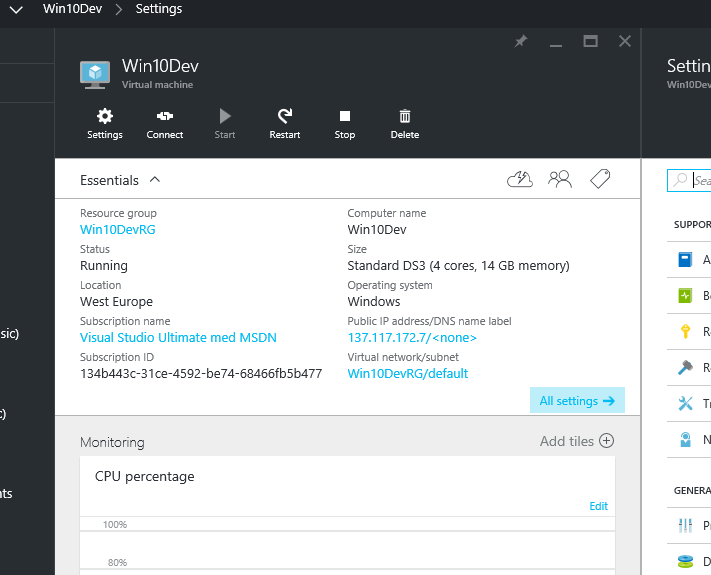 Win10Dev > Settings
Win10Dev
Virtual machine
Settings Connect Start Restart Stop Delete
Essentials
Resource group
Win10DevRG
Status
Running
Location
West Europe
Subscription name
Visual Studio Ultimate med MSDN
Subscription ID
134b443c-31ce-4592-be74-68466fb5b477
Computer name
Win10Dev
Size
Standard DS3 (4 cores, 14 GB memory)
Operating system
Windows
Public IP address/DNS name label
137.117.172.7/<none>
Virtual network/subnet
Win10DevRG/default
All settings →
Monitoring
Add tiles
CPU percentage
Edit
100%
80%
Settin
Win10Dev
Sea
SUPPOR
A
Be
R
R
Tr
N
GENERA
P
D
sic)
c)
nts